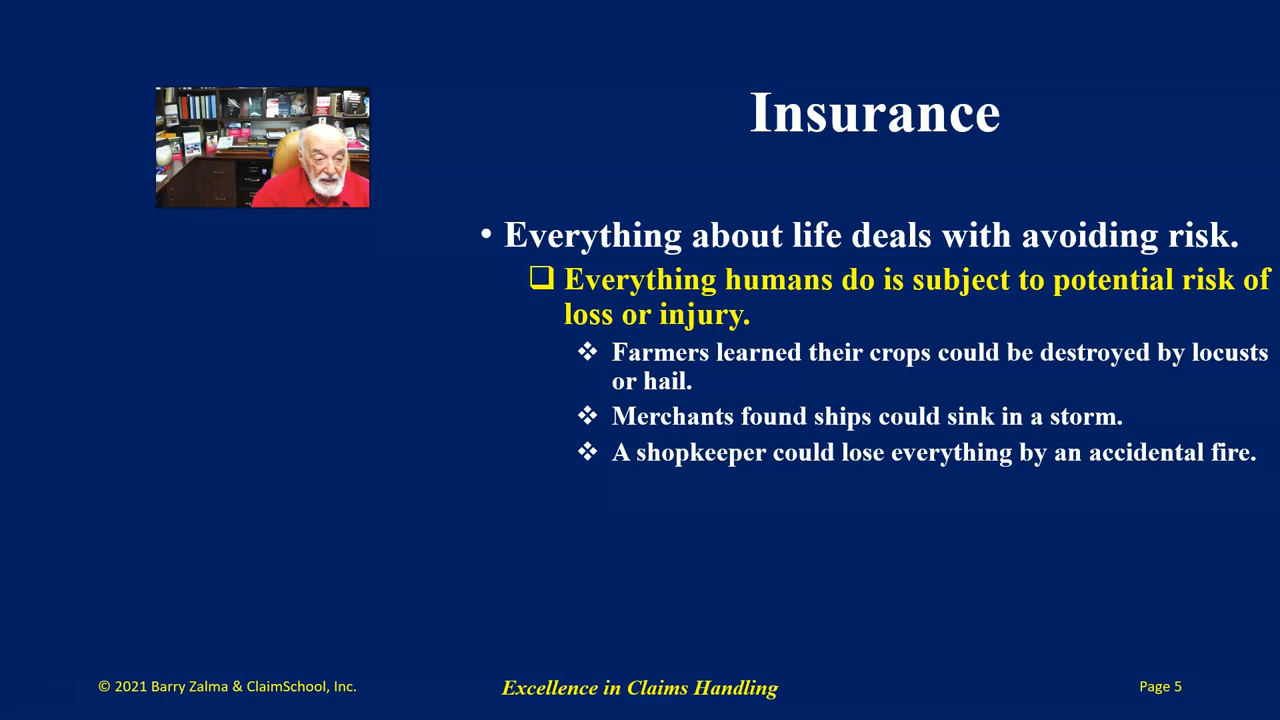 Insurance
• Everything about life deals with avoiding risk.
❑ Everything humans do is subject to potential risk of
loss or injury.
❖ Farmers learned their crops could be destroyed by locusts
or hail.
❖ Merchants found ships could sink in a storm.
❖ A shopkeeper could lose everything by an accidental fire.
© 2021 Barry Zalma & ClaimSchool, Inc.
Excellence in Claims Handling
Page 5